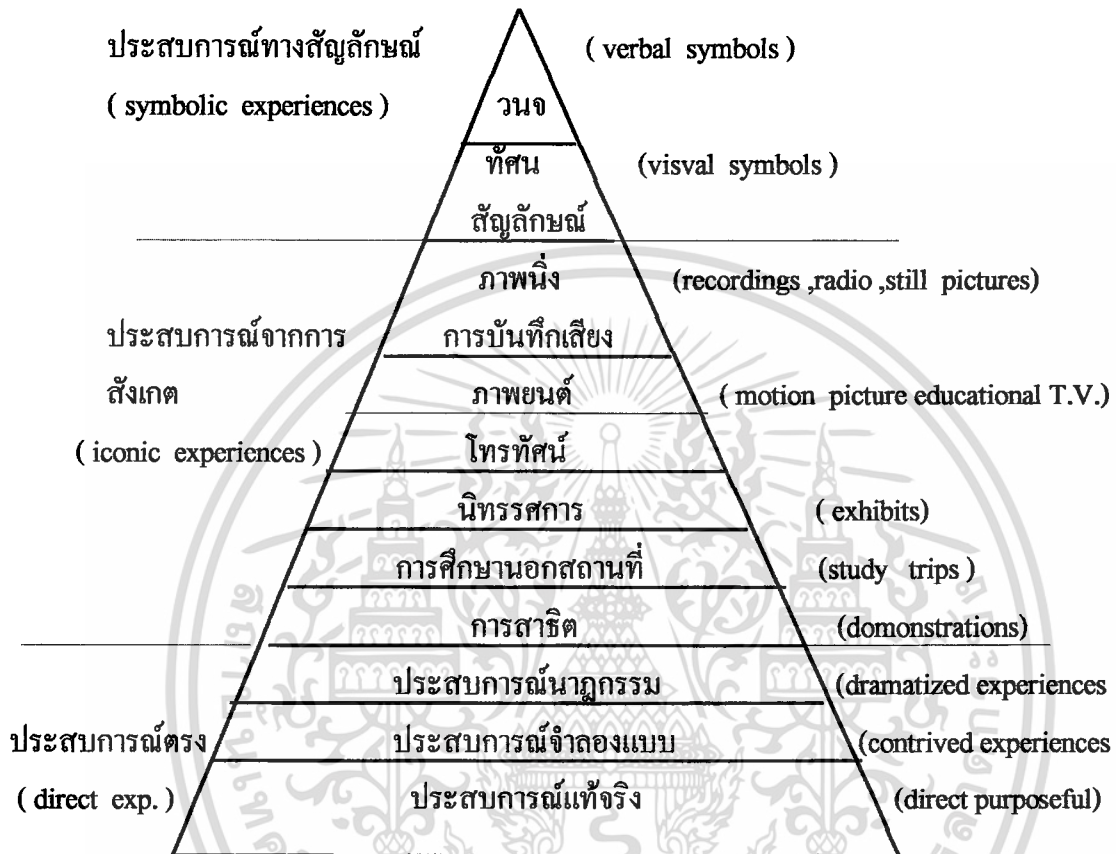 ประสบการณ์ทางสัญลักษณ์ ( verbal symbols )
( symbolic experiences ) วนจ
ทัศน (visval symbols )
สัญลักษณ์
ภาพนิ่ง (recordings ,radio ,still pictures)
ประสบการณ์จากการ การบันทึกเสียง
สังเกต ภาพยนต์ ( motion picture educational T.V.)
( iconic experiences ) โทรทัศน์
นิทรรศการ ( exhibits)
การศึกษานอกสถานที่ (study trips )
การสาธิต (domonstrations)
ประสบการณ์นาฏกรรม (dramatized experiences
ประสบการณ์ตรง ประสบการณ์จำลองแบบ (contrived experiences
( direct exp. ) ประสบการณ์แท้จริง (direct purposeful)